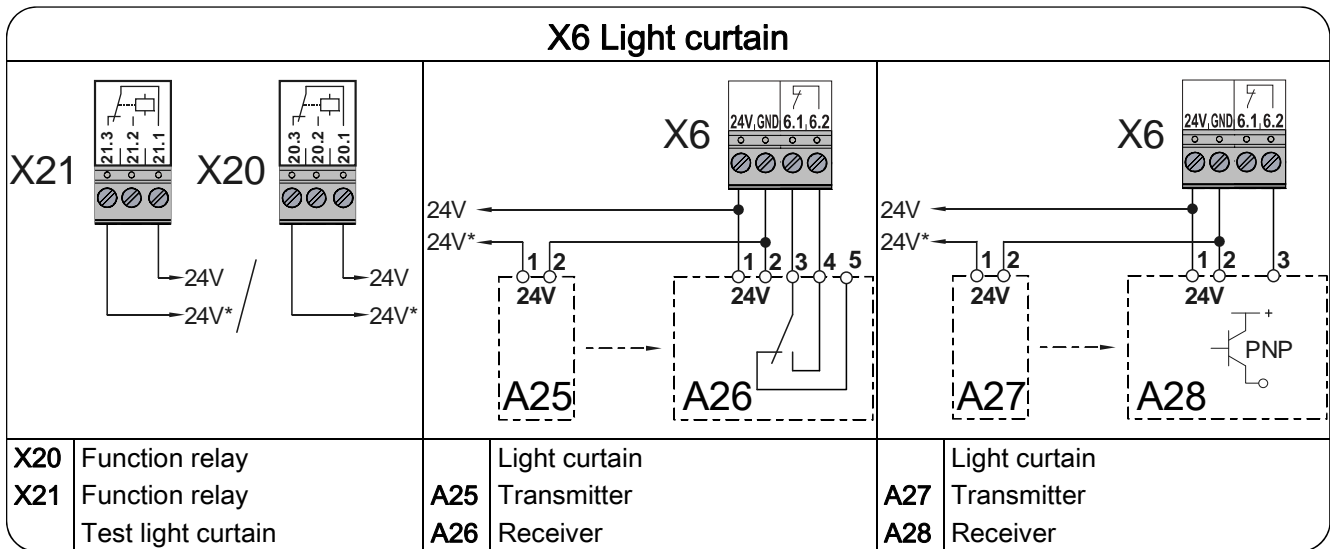 X6 Light curtain
X21
21.3 21.2 21.1
24V
24V*
X20
20.3 20.2 20.1
24V
24V*
X6
24V GND 6.1 6.2
24V
24V*
1 2
24V
1 2 3 4 5
24V
A25
A26
X6
24V GND 6.1 6.2
24V
24V*
1 2
24V
1 2 3
24V
+
PNP
A27
A28
X20 Function relay
X21 Function relay
Test light curtain
Light curtain
A25 Transmitter
A26 Receiver
Light curtain
A27 Transmitter
A28 Receiver